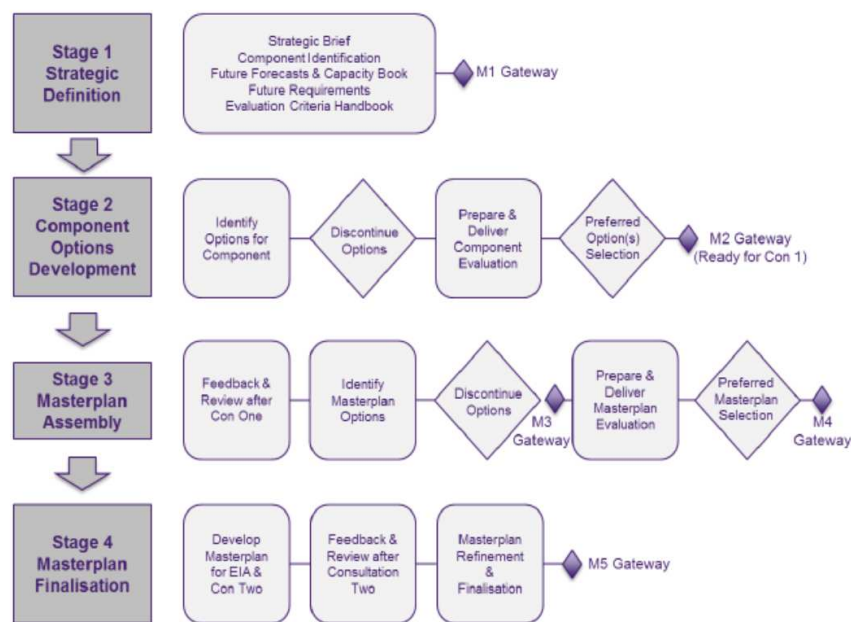 Stage 1
Strategic
Definition
Strategic Brief
Component Identification
Future Forecasts & Capacity Book
Future Requirements
Evaluation Criteria Handbook
M1 Gateway
Stage 2
Component
Options
Development
Identify
Options for
Component
Discontinue
Options
Prepare &
Deliver
Component
Evaluation
Preferred
Option(s)
Selection
M2 Gateway
(Ready for Con 1)
Stage 3
Masterplan
Assembly
Feedback &
Review after
Con One
Identify
Masterplan
Options
Discontinue
Options
M3
Gateway
Prepare &
Deliver
Masterplan
Evaluation
Preferred
Masterplan
Selection
M4
Gateway
Stage 4
Masterplan
Finalisation
Develop
Masterplan
for EIA &
Con Two
Feedback &
Review after
Consultation
Two
Masterplan
Refinement
&
Finalisation
M5 Gateway